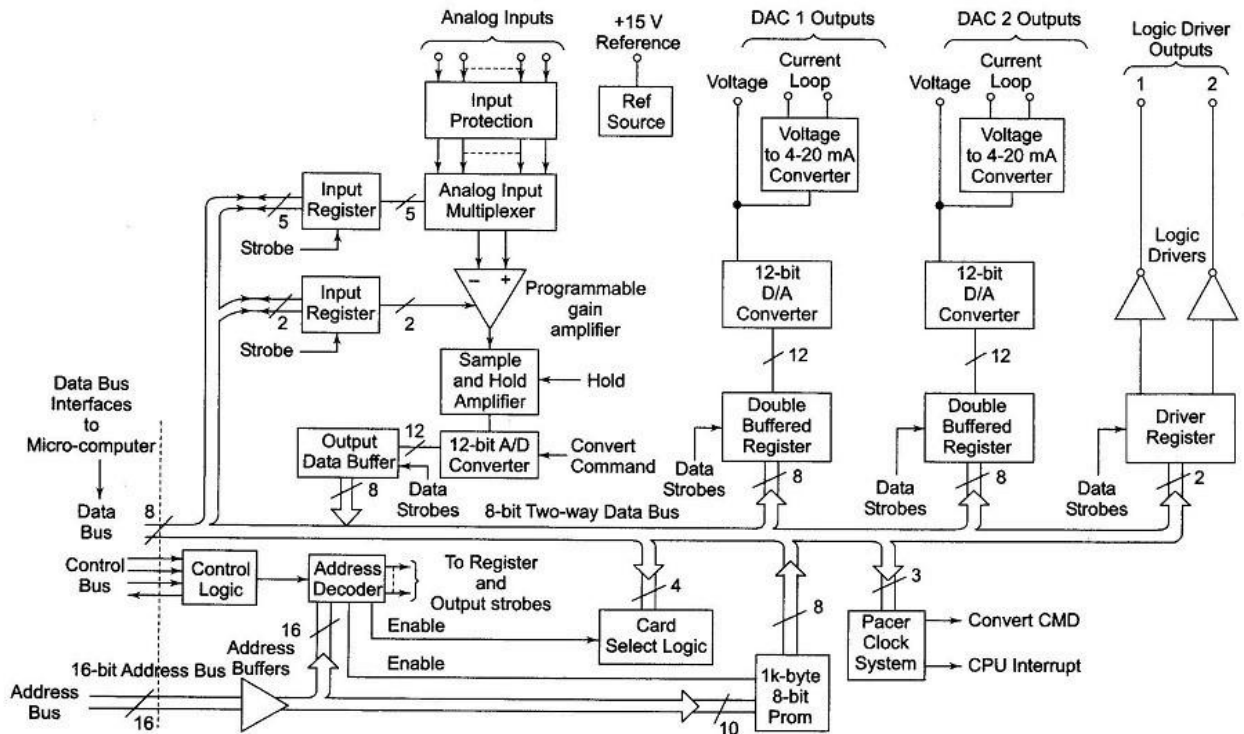 Analog Inputs
+15 V
Reference
DAC 1 Outputs
DAC 2 Outputs
Logic Driver
Outputs
Voltage
Current
Loop
Voltage
Current
Loop
1
2
Input
Protection
Ref
Source
Voltage
to 4-20 mA
Converter
Voltage
to 4-20 mA
Converter
Input
Register
5
5
Analog Input
Multiplexer
Strobe
Logic
Drivers
12-bit
D/A
Converter
12-bit
D/A
Converter
Input
Register
2
2
− +
Programmable
gain
amplifier
Strobe
12
12
Sample
and Hold
Amplifier
Hold
Data Bus
Interfaces
to
Micro-computer
Double
Buffered
Register
Double
Buffered
Register
Driver
Register
Output
Data Buffer
12
12-bit A/D
Converter
Convert
Command
Data
Strobes
8
Data
Strobes
8
Data
Strobes
8
Data
Strobes
2
Data
Bus
8
8-bit Two-way Data Bus
Control
Bus
Control
Logic
Address
Decoder
To Register
and
Output strobes
4
8
3
16
Enable
Card
Select Logic
Pacer
Clock
System
Convert CMD
CPU Interrupt
Enable
Address
Buffers
16-bit Address Bus
Address
Bus
16
10
1k-byte
8-bit
Prom